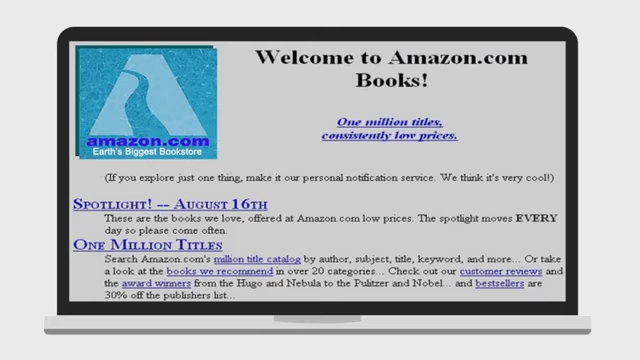 Welcome to Amazon.com
Books!
amazon.com
Earth's Biggest Bookstore
One million titles,
consistently low prices.
(If you explore just one thing, make it our personal notification service. We think it's very cool!)
SPOTLIGHT! -- AUGUST 16TH
These are the books we love, offered at Amazon.com low prices. The spotlight moves EVERY
day so please come often.
ONE MILLION TITLES
Search Amazon.com's million title catalog by author, subject, title, keyword, and more... Or take
a look at the books we recommend in over 20 categories... Check out our customer reviews and
the award winners from the Hugo and Nebula to the Pulitzer and Nobel... and bestsellers are
30% off the publishers list...